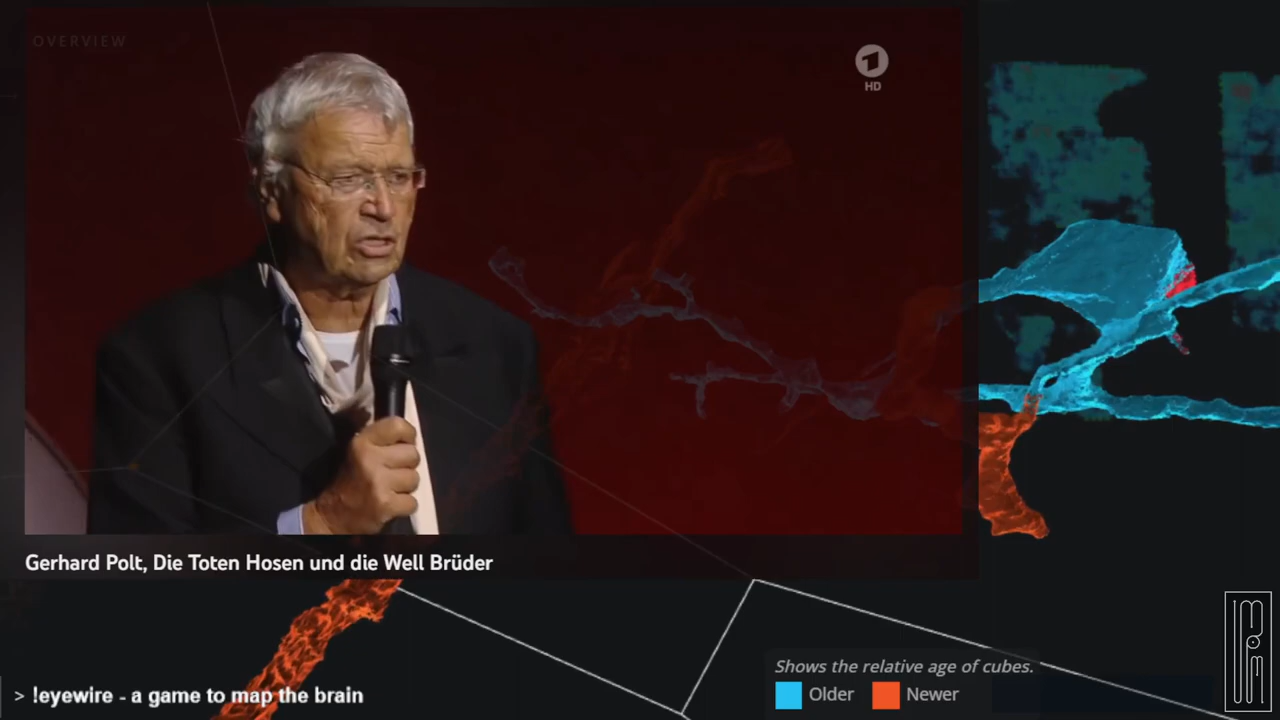 OVERVIEW
HD
Gerhard Polt, Die Toten Hosen und die Well Brüder
Shows the relative age of cubes.
Older
Newer
> !eyewire - a game to map the brain